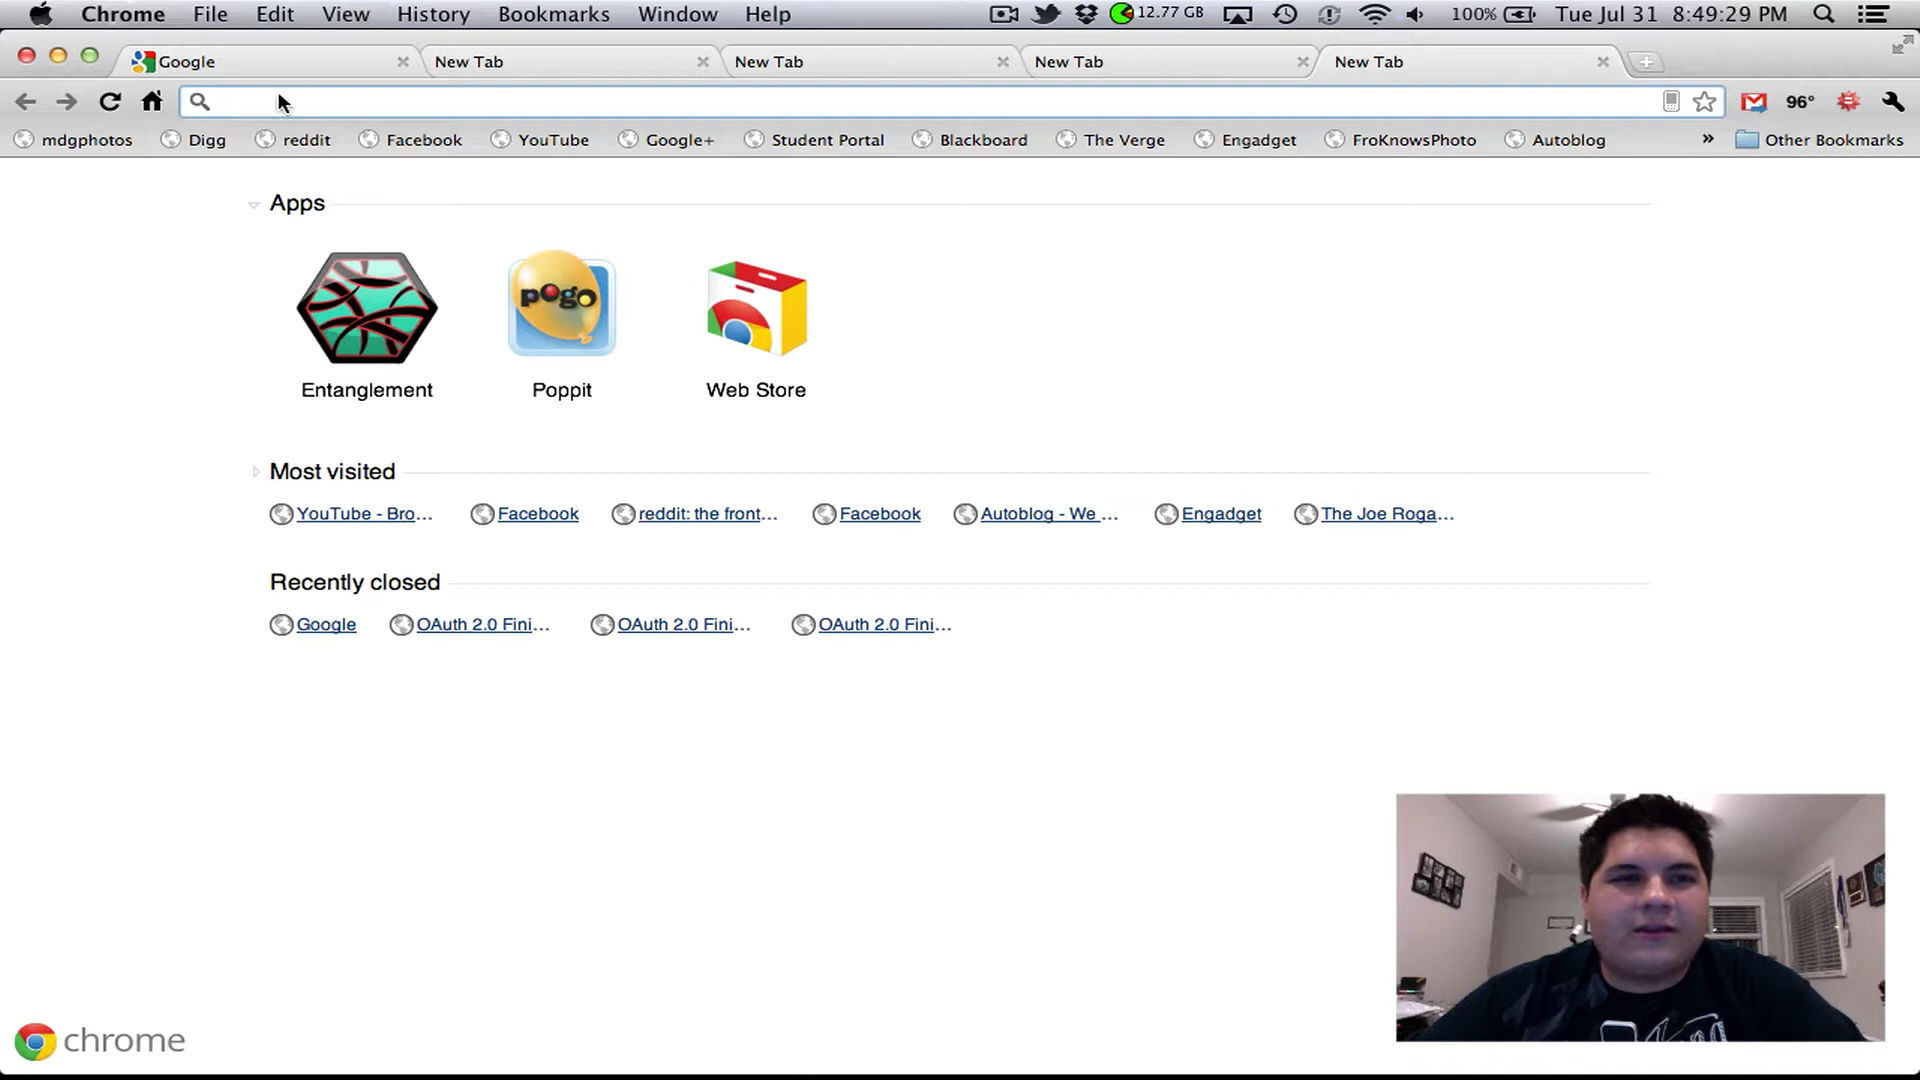 Chrome File Edit View History Bookmarks Window Help 12.77 GB 100% Tue Jul 31 8:49:29 PM
Google New Tab New Tab New Tab New Tab
96°
mdgphotos Digg reddit Facebook YouTube Google+ Student Portal Blackboard The Verge Engadget FroKnowsPhoto Autoblog » Other Bookmarks
Apps
pogo
Entanglement Poppit Web Store
Most visited
YouTube - Bro... Facebook reddit: the front... Facebook Autoblog - We ... Engadget The Joe Roga...
Recently closed
Google OAuth 2.0 Fini... OAuth 2.0 Fini... OAuth 2.0 Fini...
chrome